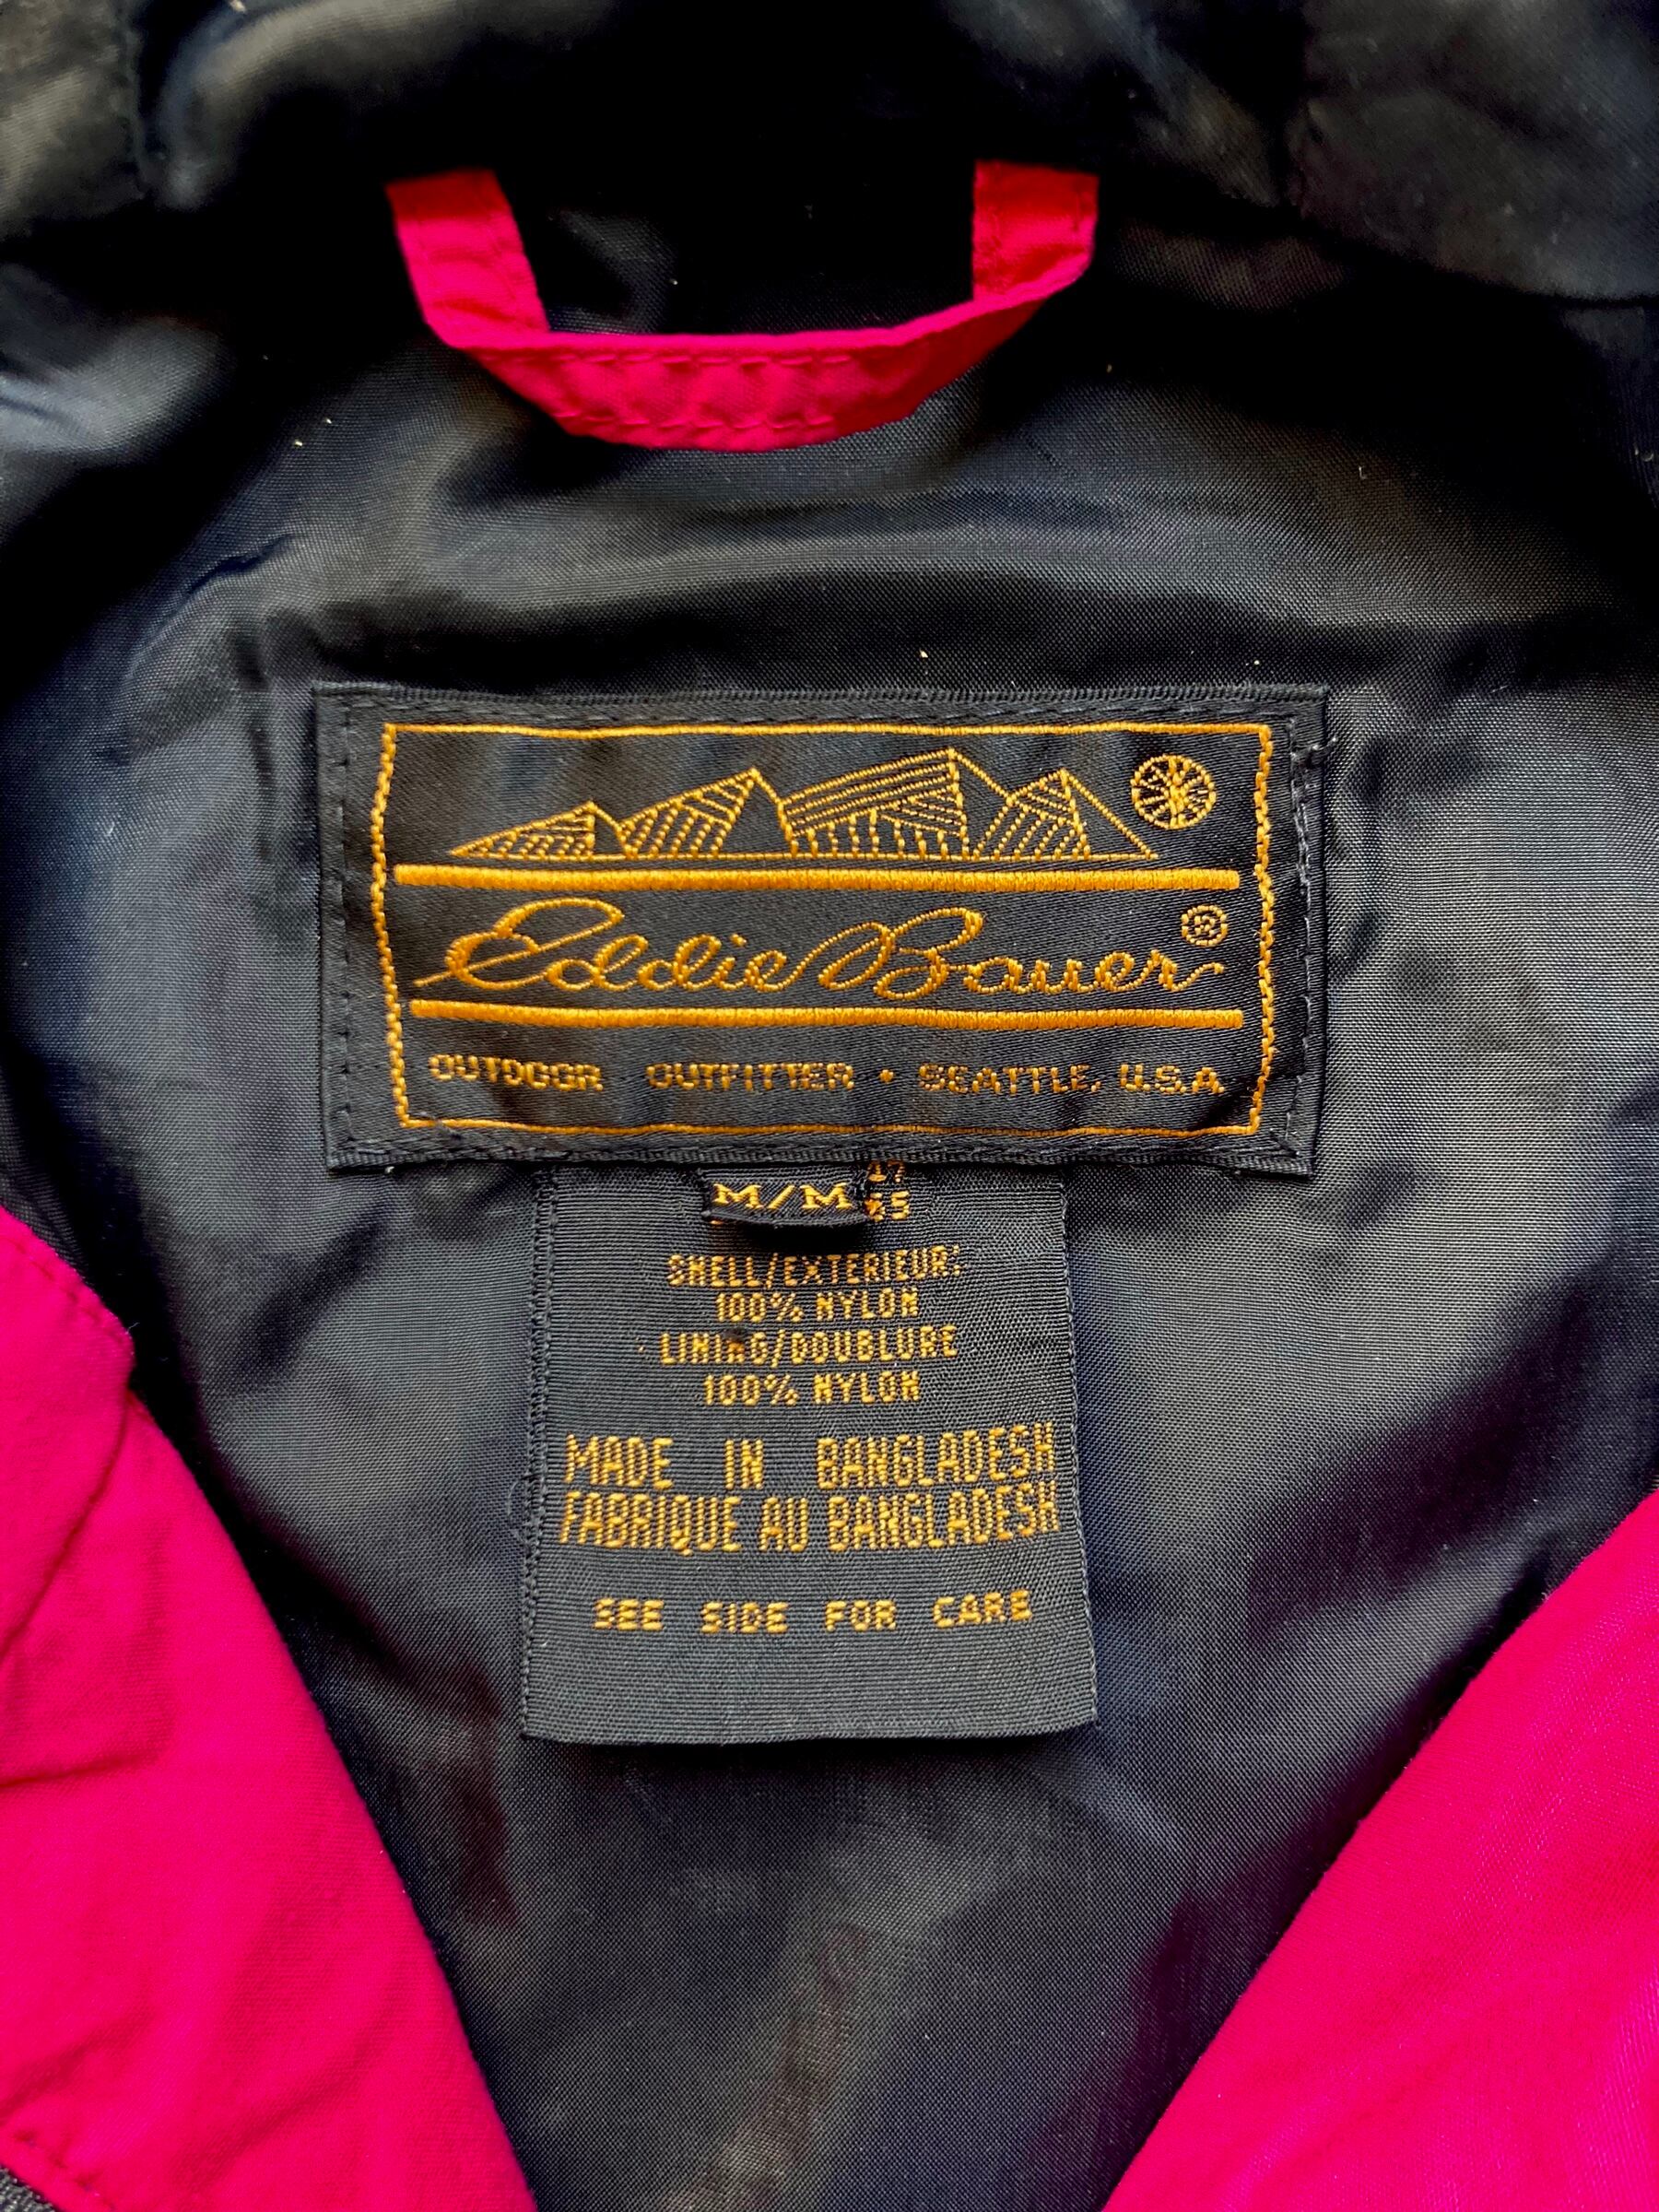 Eddie Bauer®
OUTDOOR OUTFITTER • SEATTLE, U.S.A.
M/M
SHELL/EXTERIEUR:
100% NYLON
LINING/DOUBLURE
100% NYLON
MADE IN BANGLADESH
FABRIQUE AU BANGLADESH
SEE SIDE FOR CARE